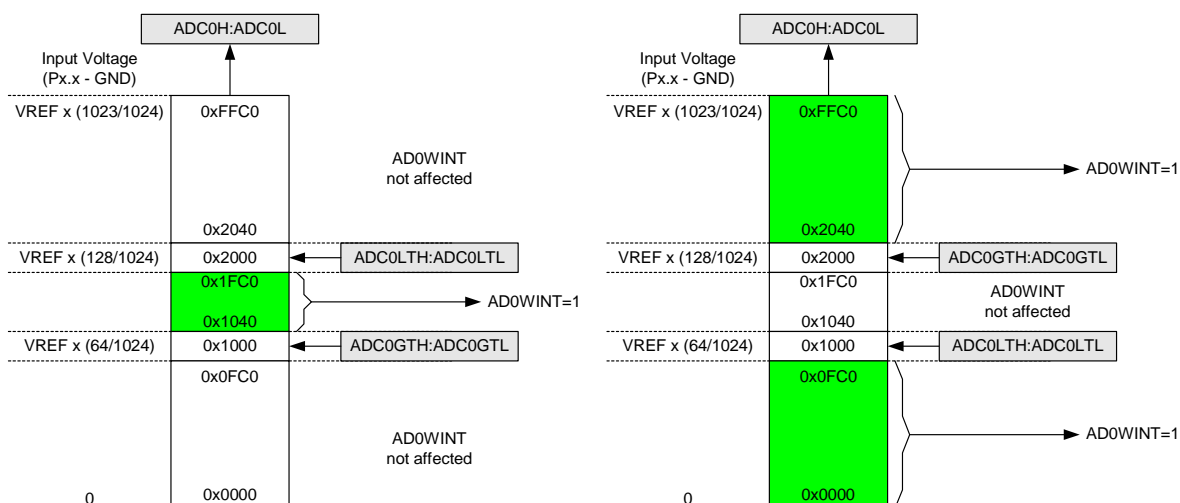 ADC0H:ADC0L
Input Voltage
(Px.x - GND)
VREF x (1023/1024)
0xFFC0
AD0WINT
not affected
0x2040
VREF x (128/1024)
0x2000
ADC0LTH:ADC0LTL
0x1FC0
AD0WINT=1
0x1040
VREF x (64/1024)
0x1000
ADC0GTH:ADC0GTL
0x0FC0
AD0WINT
not affected
0
0x0000
ADC0H:ADC0L
Input Voltage
(Px.x - GND)
VREF x (1023/1024)
0xFFC0
AD0WINT=1
0x2040
VREF x (128/1024)
0x2000
ADC0GTH:ADC0GTL
0x1FC0
AD0WINT
not affected
0x1040
VREF x (64/1024)
0x1000
ADC0LTH:ADC0LTL
0x0FC0
AD0WINT=1
0
0x0000